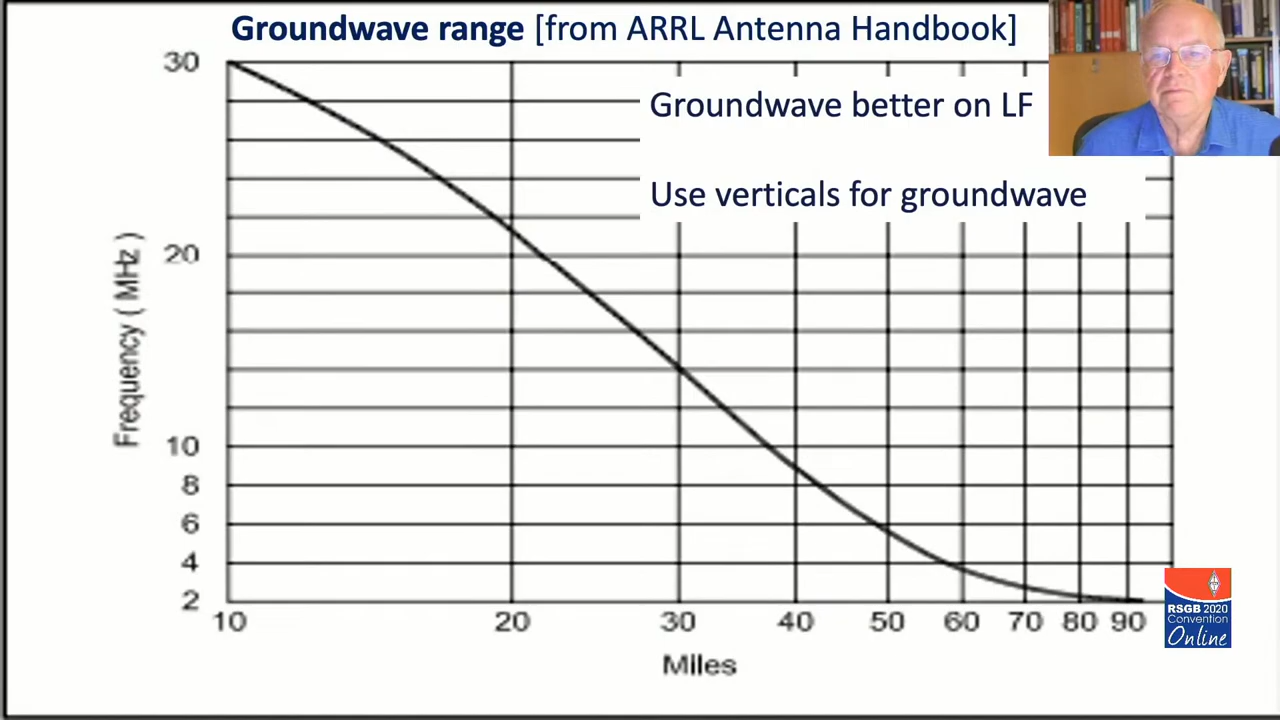 Groundwave range [from ARRL Antenna Handbook]
Groundwave better on LF
Use verticals for groundwave
Frequency ( MHz )
30
20
10
8
6
4
2
10 20 30 40 50 60 70 80 90
Miles
RSGB 2020
Convention
Online